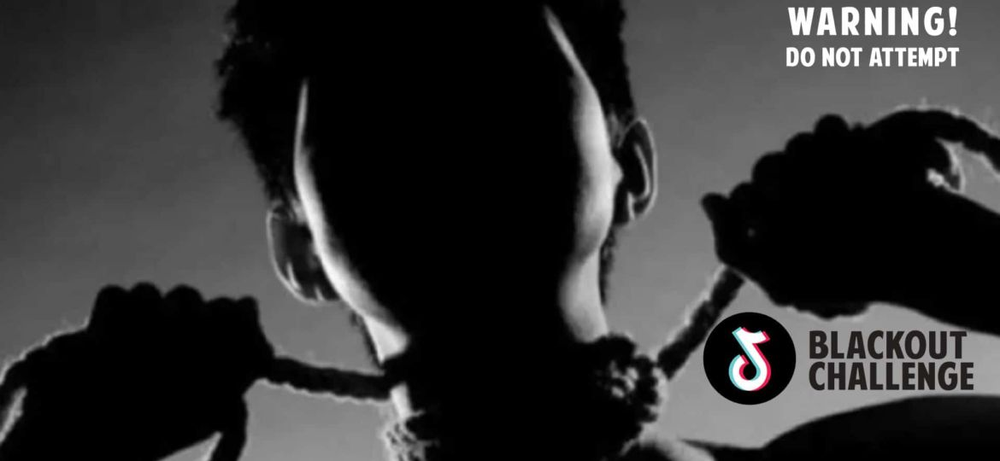 WARNING!
DO NOT ATTEMPT
BLACKOUT
CHALLENGE